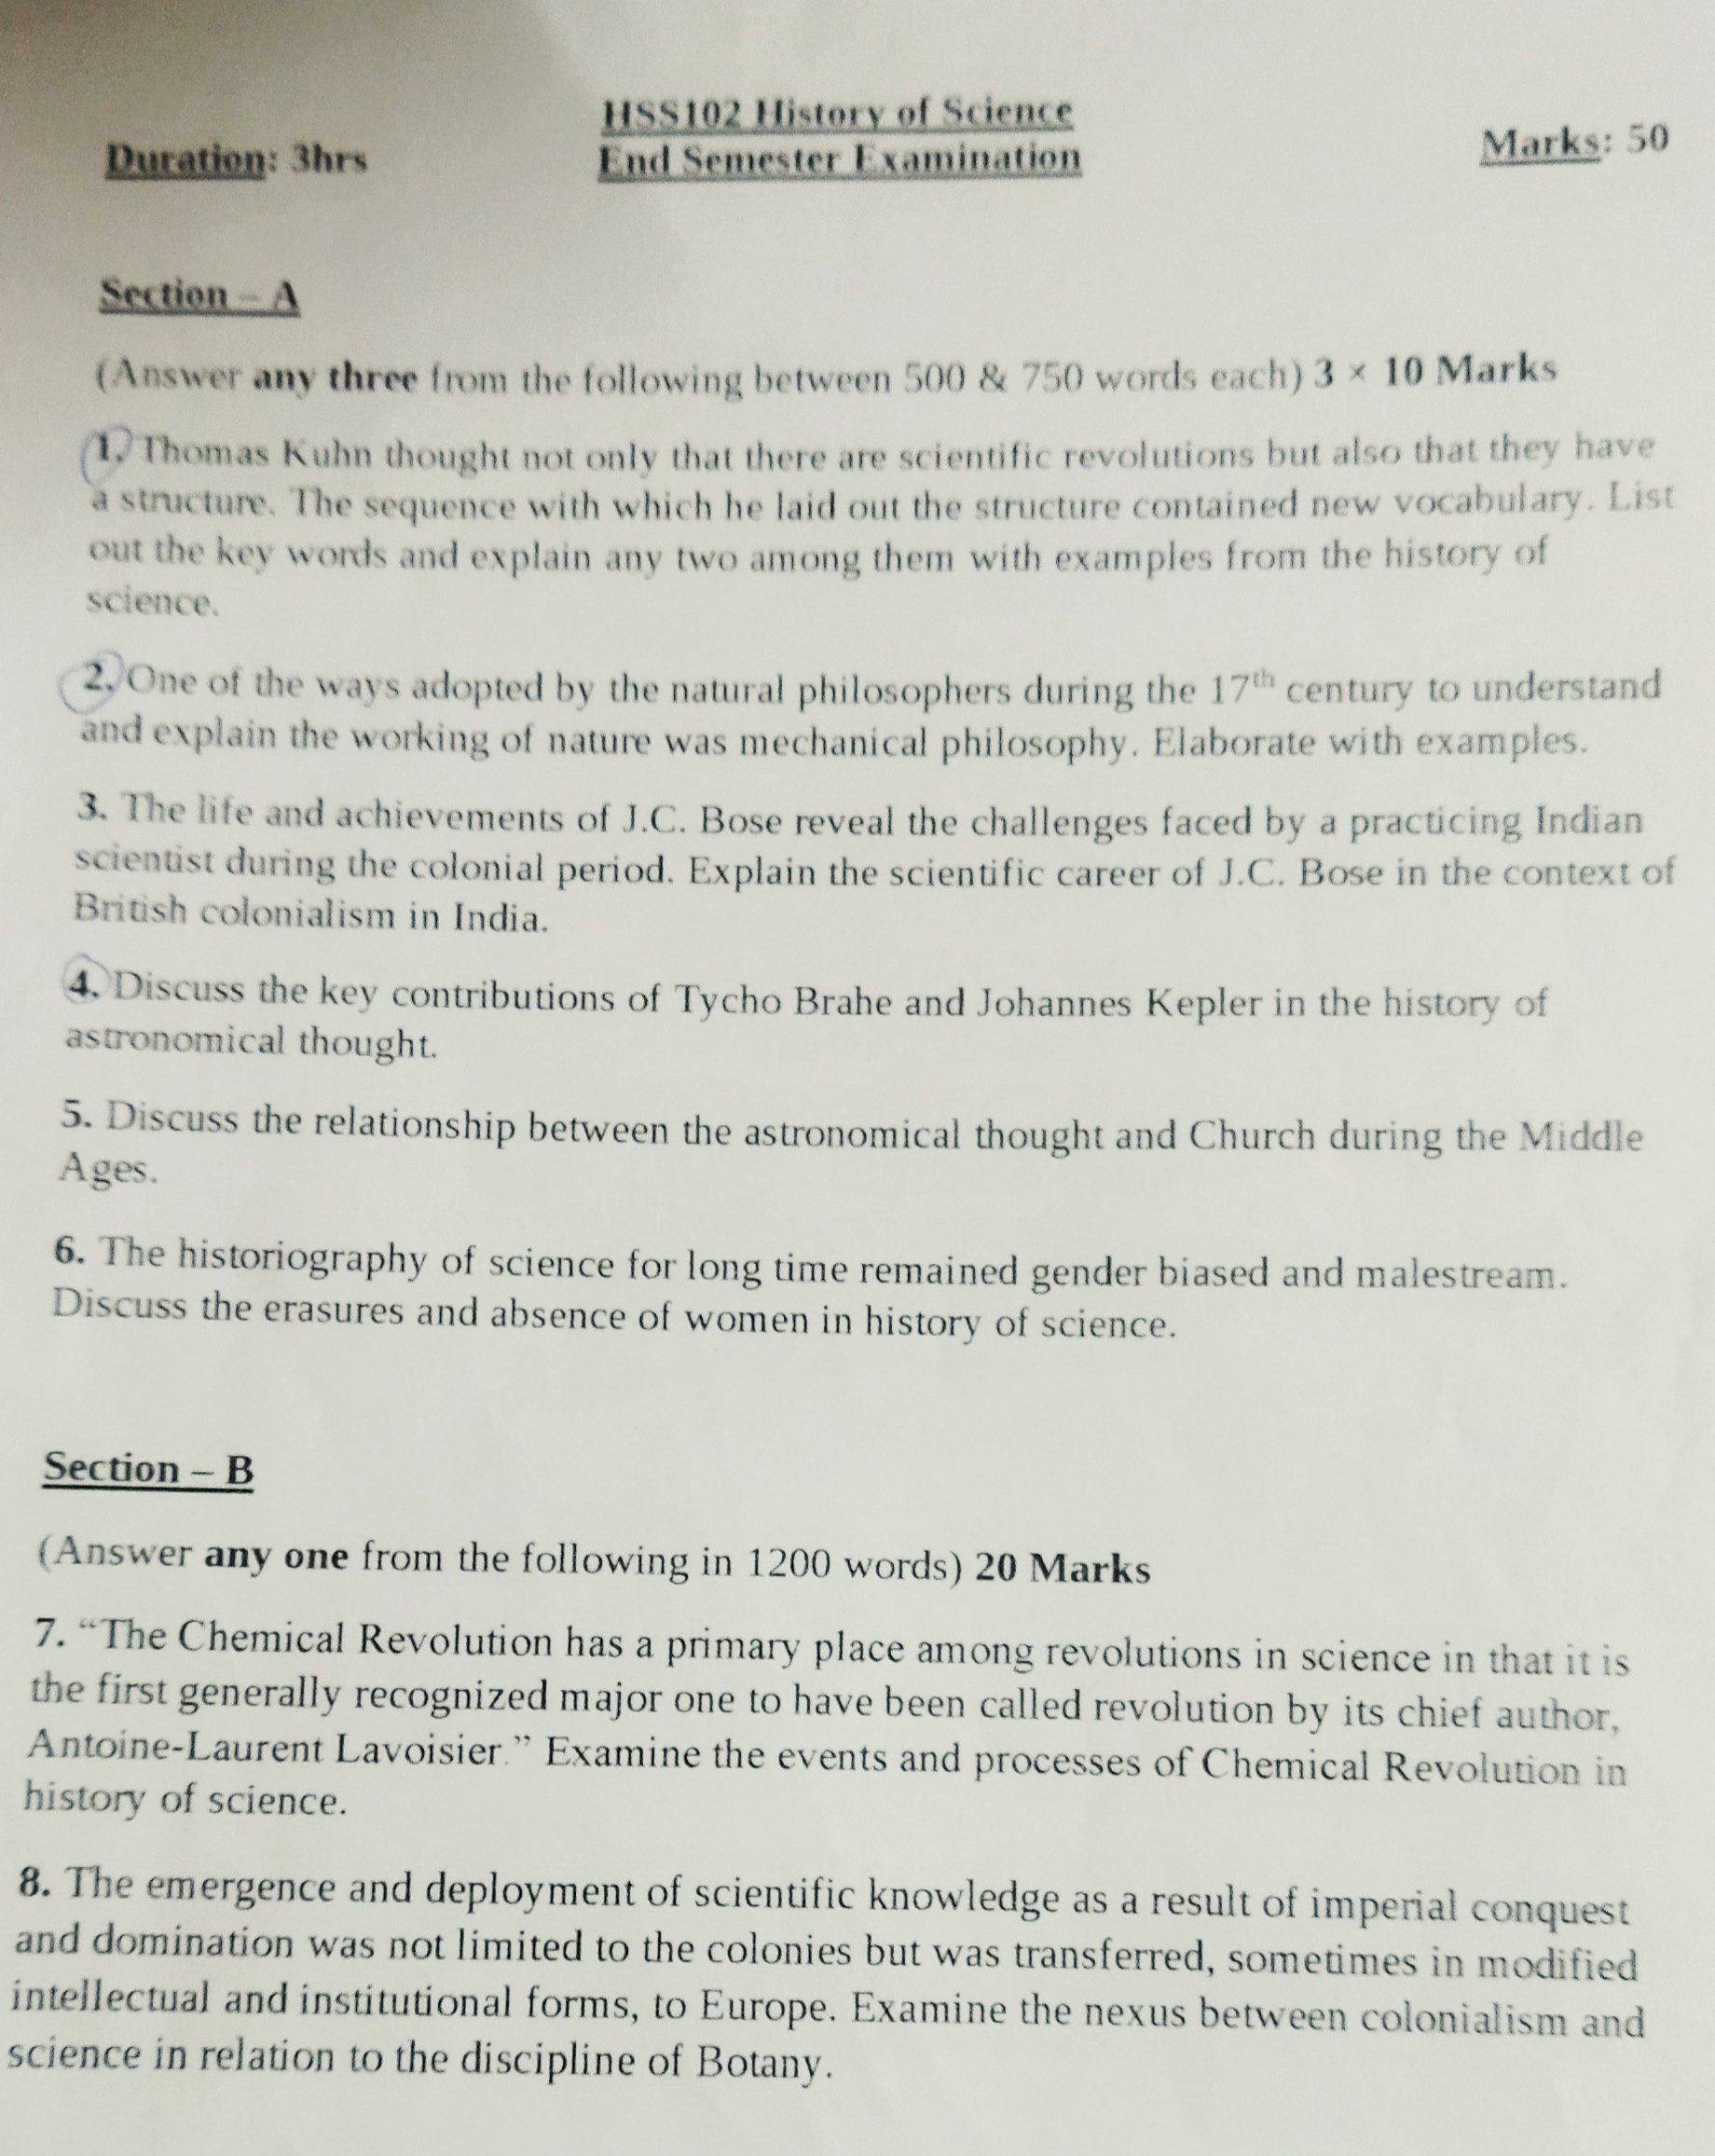 HSS102 History of Science
Duration: 3hrs End Semester Examination Marks: 50
Section – A
(Answer any three from the following between 500 & 750 words each) 3 × 10 Marks
1. Thomas Kuhn thought not only that there are scientific revolutions but also that they have
a structure. The sequence with which he laid out the structure contained new vocabulary. List
out the key words and explain any two among them with examples from the history of
science.
2. One of the ways adopted by the natural philosophers during the 17th century to understand
and explain the working of nature was mechanical philosophy. Elaborate with examples.
3. The life and achievements of J.C. Bose reveal the challenges faced by a practicing Indian
scientist during the colonial period. Explain the scientific career of J.C. Bose in the context of
British colonialism in India.
4. Discuss the key contributions of Tycho Brahe and Johannes Kepler in the history of
astronomical thought.
5. Discuss the relationship between the astronomical thought and Church during the Middle
Ages.
6. The historiography of science for long time remained gender biased and malestream.
Discuss the erasures and absence of women in history of science.
Section – B
(Answer any one from the following in 1200 words) 20 Marks
7. “The Chemical Revolution has a primary place among revolutions in science in that it is
the first generally recognized major one to have been called revolution by its chief author,
Antoine-Laurent Lavoisier.” Examine the events and processes of Chemical Revolution in
history of science.
8. The emergence and deployment of scientific knowledge as a result of imperial conquest
and domination was not limited to the colonies but was transferred, sometimes in modified
intellectual and institutional forms, to Europe. Examine the nexus between colonialism and
science in relation to the discipline of Botany.